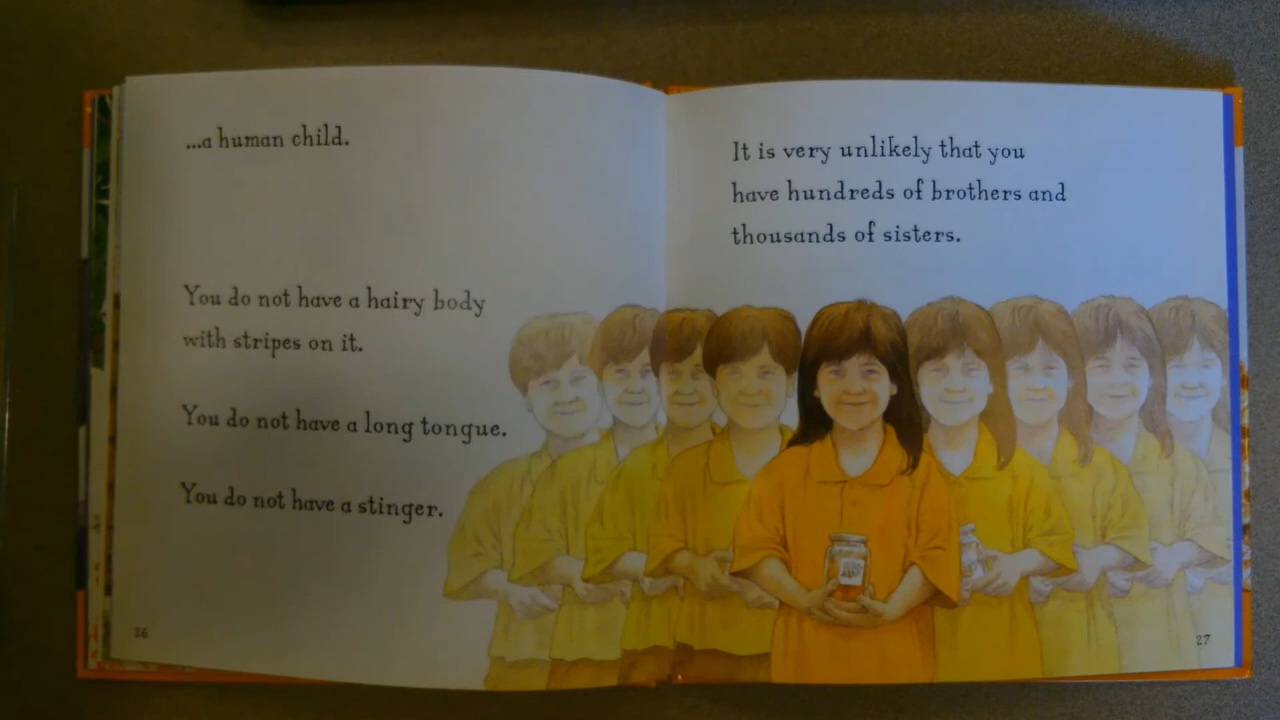 ...a human child.
You do not have a hairy body
with stripes on it.
You do not have a long tongue.
You do not have a stinger.
26
It is very unlikely that you
have hundreds of brothers and
thousands of sisters.
27